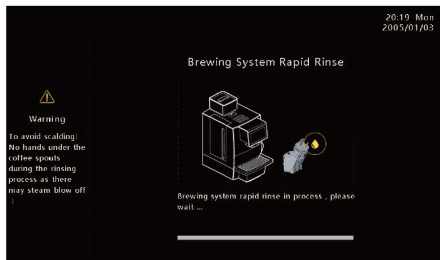 20:19 Mon
2005/01/03
Brewing System Rapid Rinse
Warning
To avoid scalding:
No hands under the
coffee spouts
during the rinsing
process as there
may steam blow off
!
Brewing system rapid rinse in process , please
wait ...